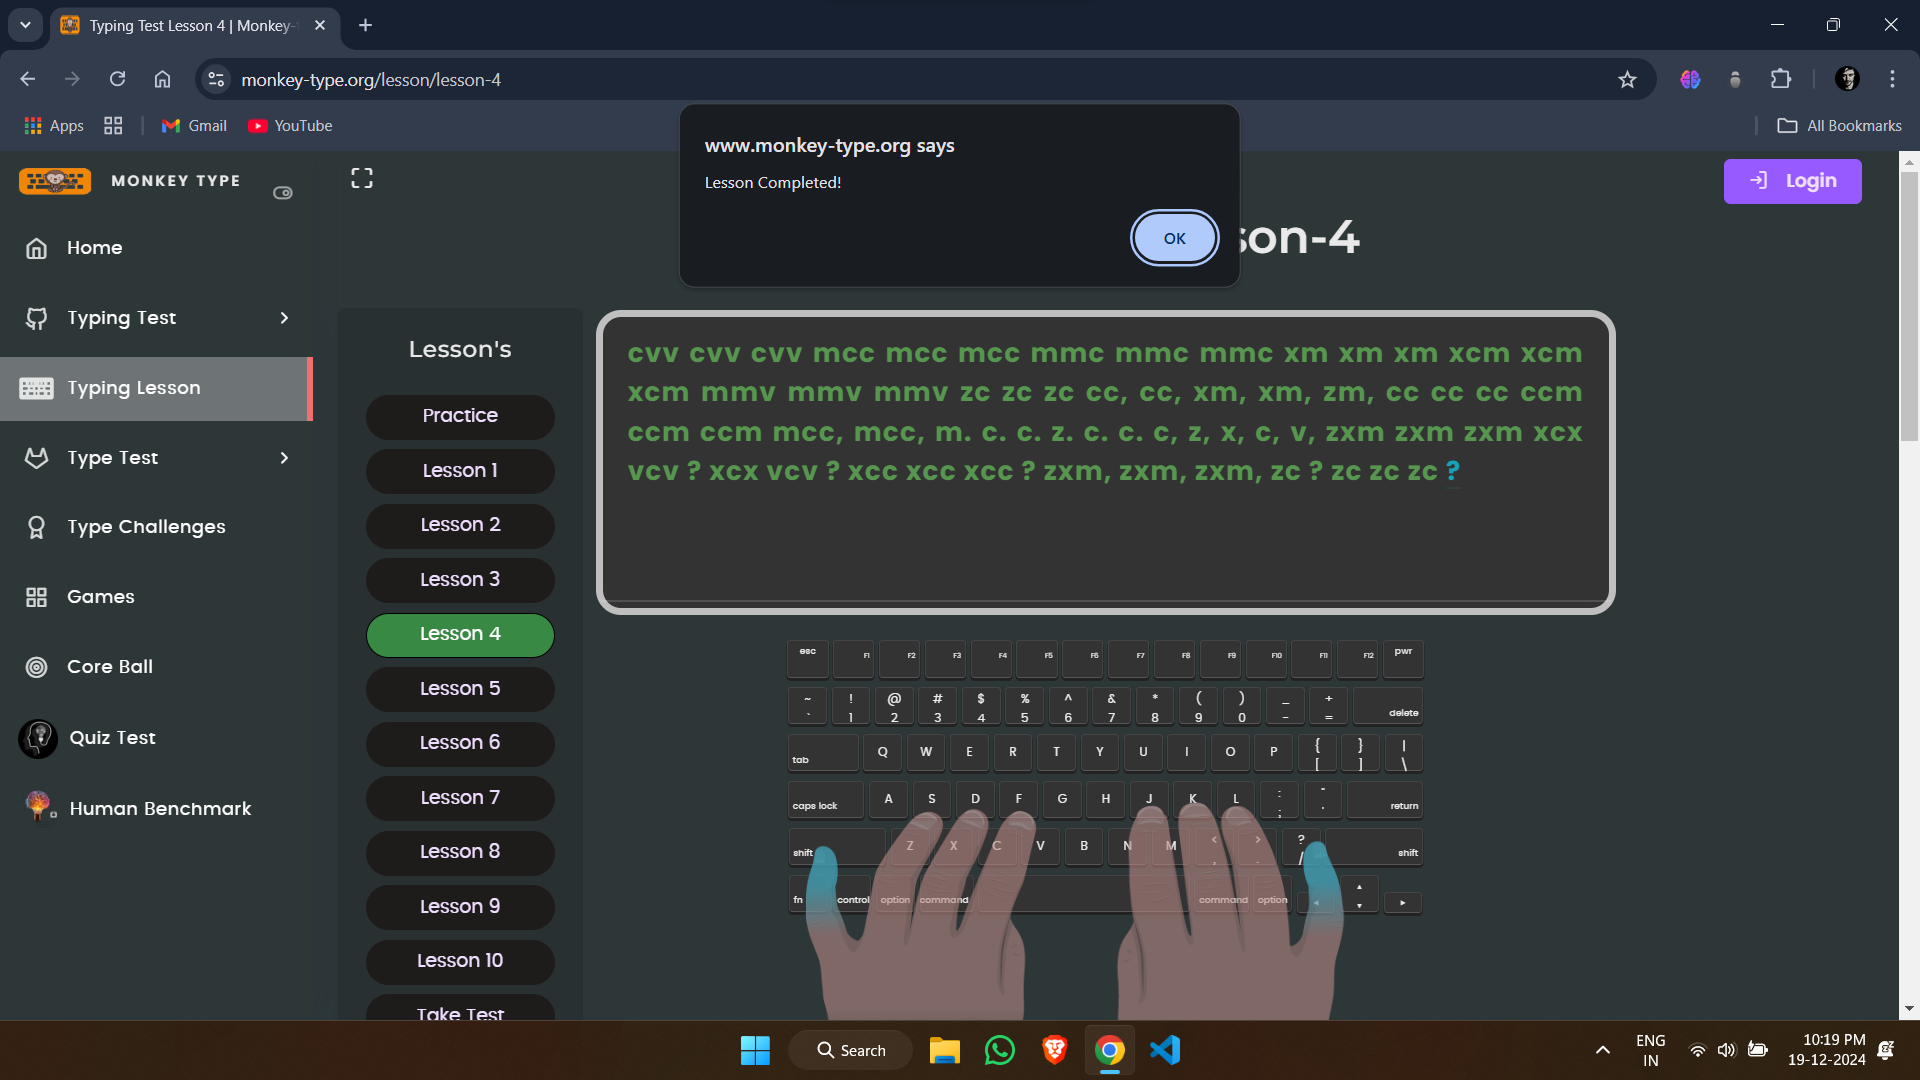 Typing Test Lesson 4 | Monkey-
monkey-type.org/lesson/lesson-4
Apps
Gmail
YouTube
All Bookmarks
www.monkey-type.org says
Lesson Completed!
OK
MONKEY TYPE
Login
son-4
Home
Typing Test
Typing Lesson
Type Test
Type Challenges
Games
Core Ball
Quiz Test
Human Benchmark
Lesson's
Practice
Lesson 1
Lesson 2
Lesson 3
Lesson 4
Lesson 5
Lesson 6
Lesson 7
Lesson 8
Lesson 9
Lesson 10
Take Test
cvv cvv cvv mcc mcc mcc mmc mmc mmc xm xm xm xcm xcm
xcm mmv mmv mmv zc zc zc cc, cc, xm, xm, zm, cc cc cc ccm
ccm ccm mcc, mcc, m. c. c. z. c. c. c, z, x, c, v, zxm zxm zxm xcx
vcv ? xcx vcv ? xcc xcc xcc ? zxm, zxm, zxm, zc ? zc zc zc ?
esc F1 F2 F3 F4 F5 F6 F7 F8 F9 F10 F11 F12 pwr
~ ! @ # $ % ^ & * ( ) _ +
` 1 2 3 4 5 6 7 8 9 0 - = delete
tab Q W E R T Y U I O P { } |
[ ] \
caps lock A S D F G H J K L : ; return
shift Z X C V B N M < , > . ? / shift
fn control option command command option
Search
ENG
IN
10:19 PM
19-12-2024